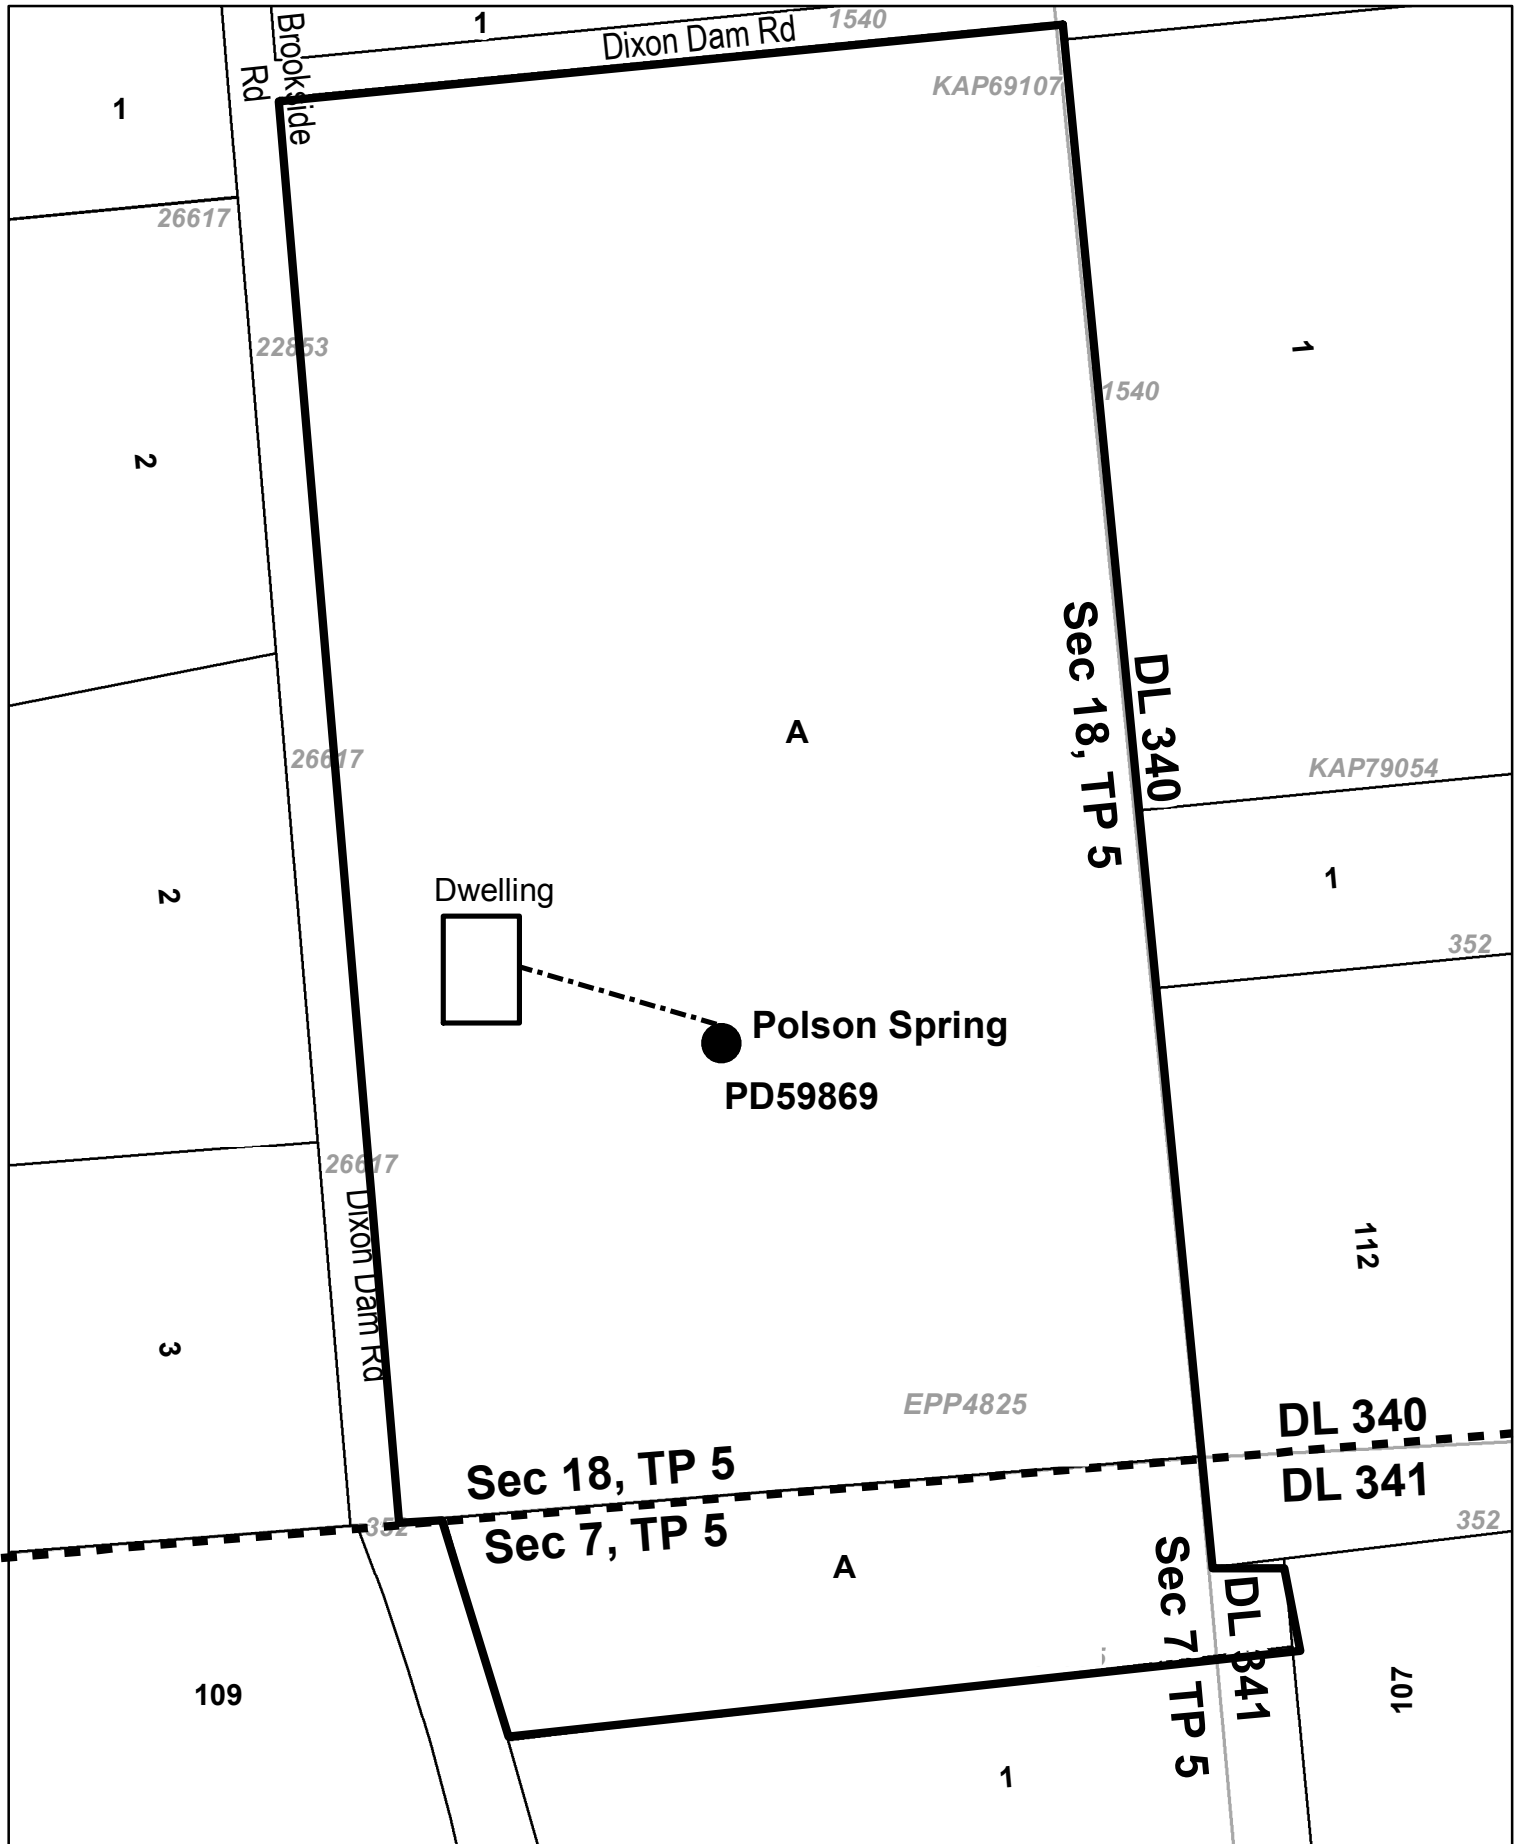 1
1540
Dixon Dam Rd
Brookside
Rd
KAP69107
1
26617
22853
1
1540
2
Sec 18, TP 5
DL 340
A
26617
KAP79054
1
Dwelling
2
352
Polson Spring
PD59869
26617
Dixon Dam Rd
112
3
EPP4825
DL 340
Sec 18, TP 5
DL 341
352
352
Sec 7, TP 5
A
Sec 7, TP 5
DL 341
109
107
1